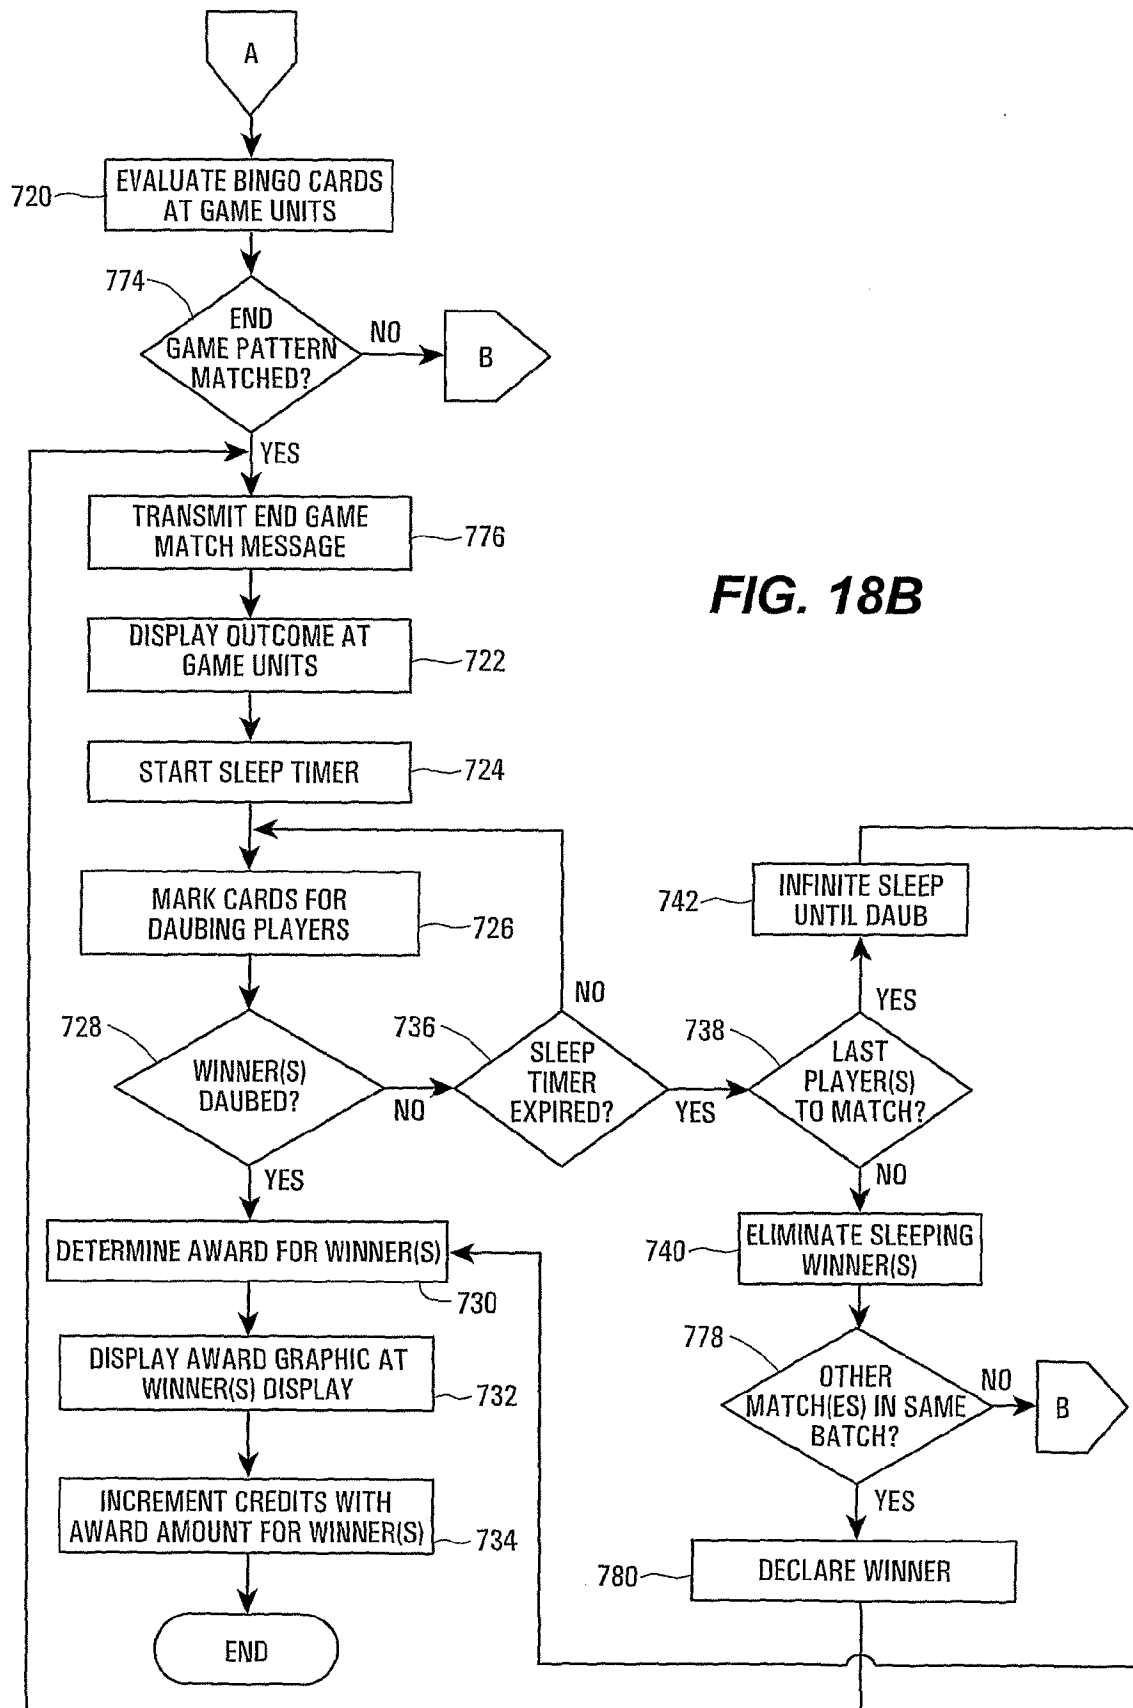 A
720
EVALUATE BINGO CARDS
AT GAME UNITS
774
END
GAME PATTERN
MATCHED?
NO
B
YES
TRANSMIT END GAME
MATCH MESSAGE
776
FIG. 18B
DISPLAY OUTCOME AT
GAME UNITS
722
START SLEEP TIMER
724
MARK CARDS FOR
DAUBING PLAYERS
726
742
INFINITE SLEEP
UNTIL DAUB
728
WINNER(S)
DAUBED?
NO
736
SLEEP
TIMER
EXPIRED?
NO
YES
738
LAST
PLAYER(S)
TO MATCH?
YES
NO
YES
DETERMINE AWARD FOR WINNER(S)
730
740
ELIMINATE SLEEPING
WINNER(S)
DISPLAY AWARD GRAPHIC AT
WINNER(S) DISPLAY
732
778
OTHER
MATCH(ES) IN SAME
BATCH?
NO
B
YES
INCREMENT CREDITS WITH
AWARD AMOUNT FOR WINNER(S)
734
780
DECLARE WINNER
END